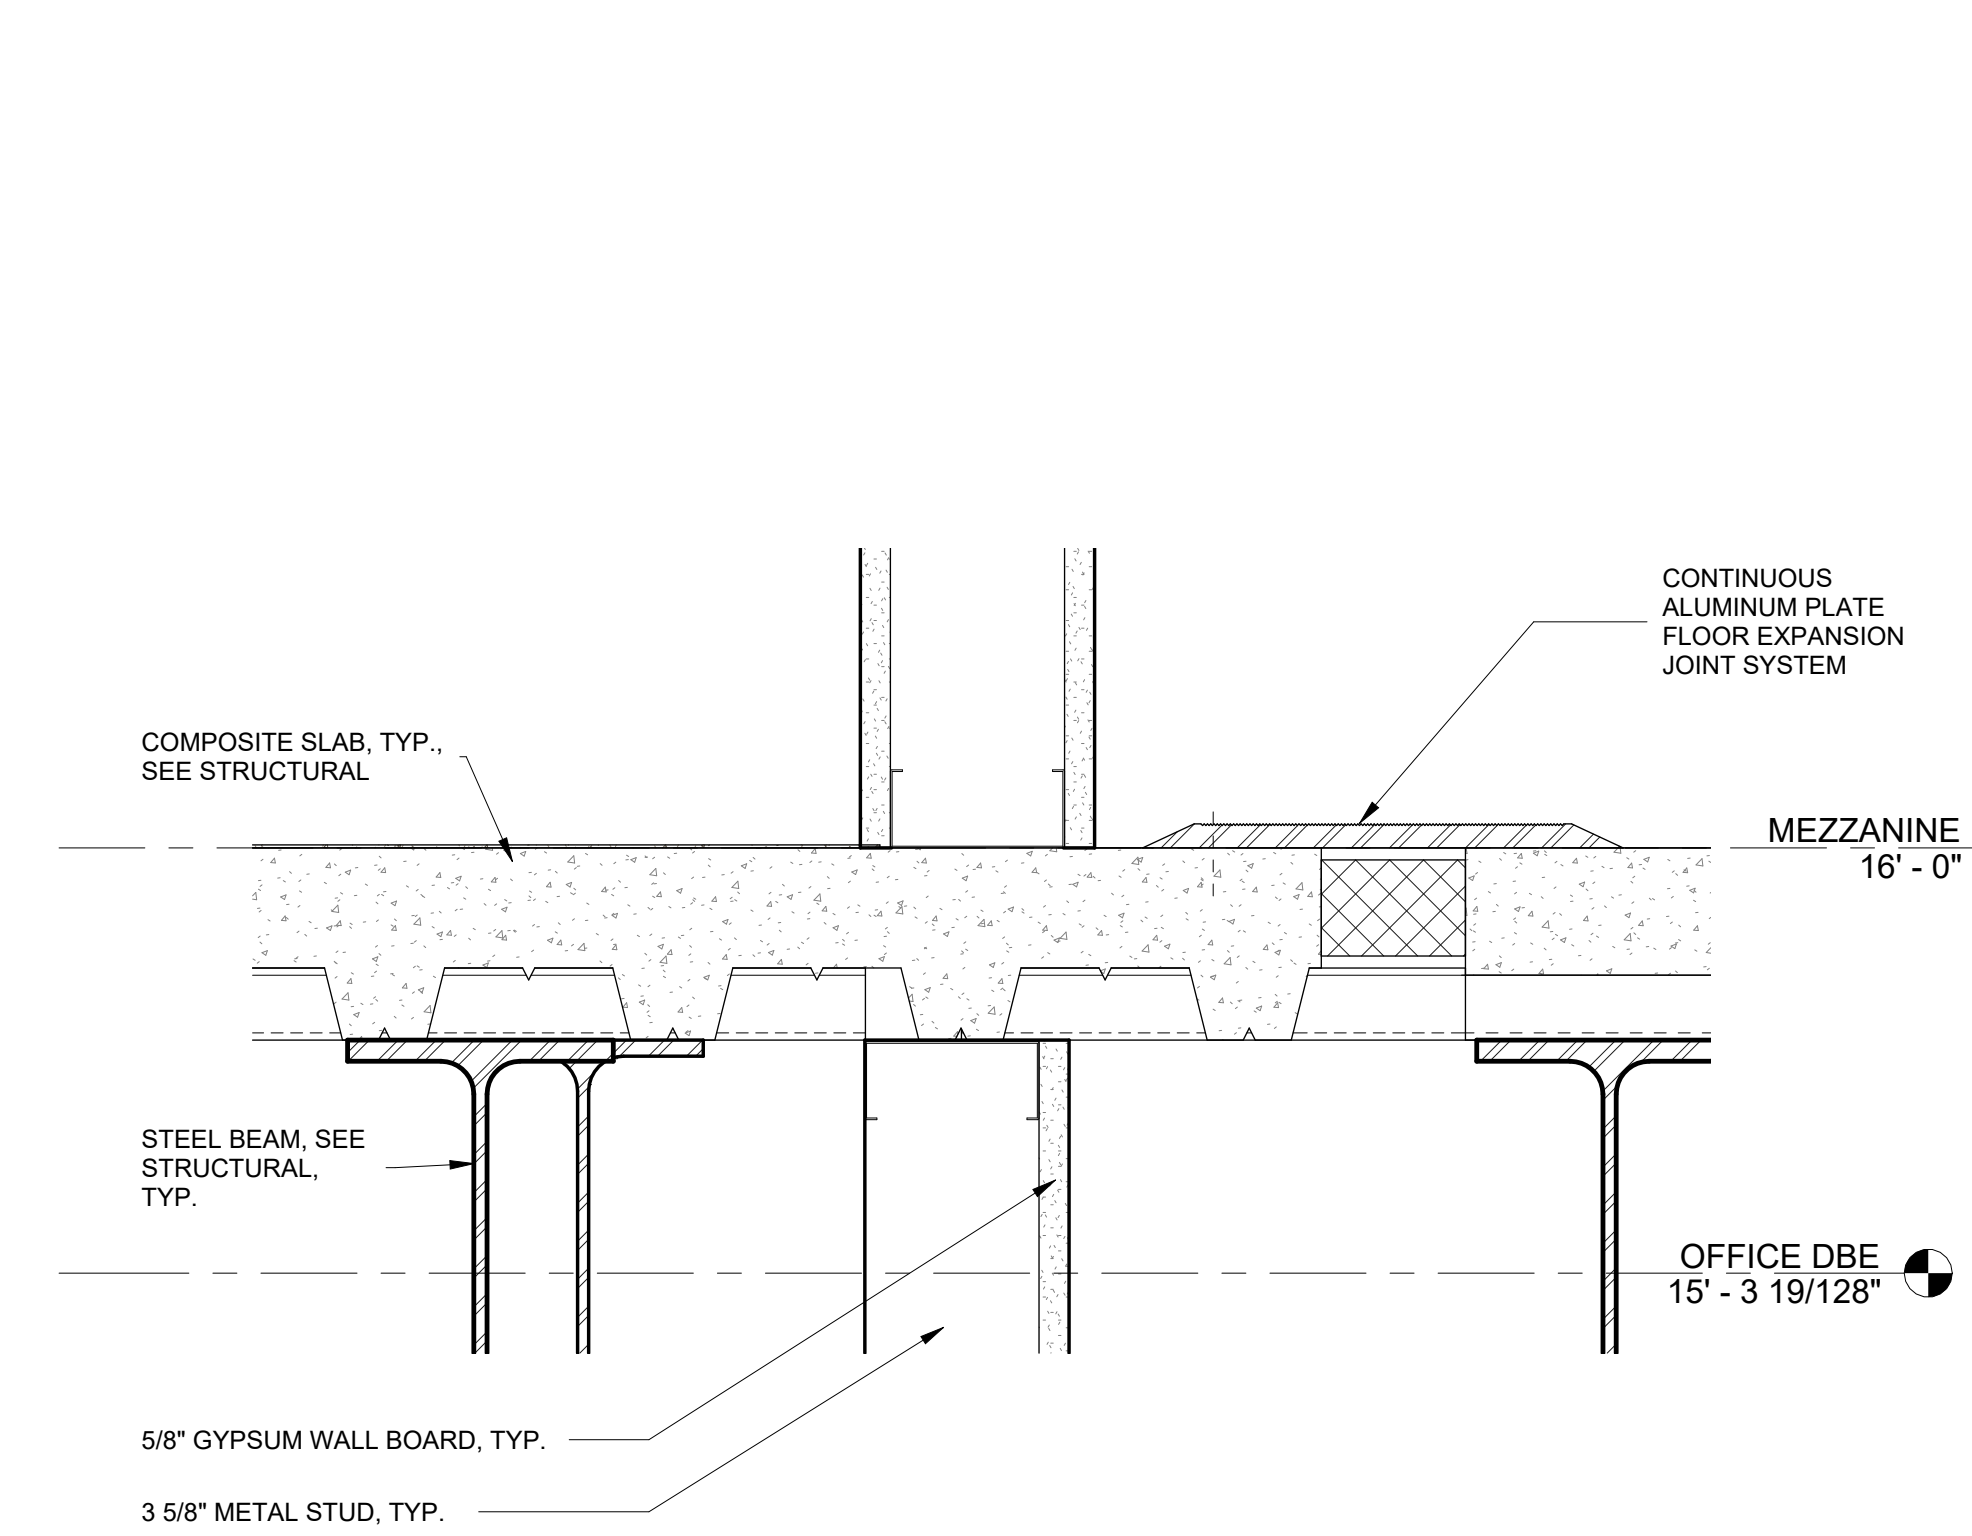 CONTINUOUS
ALUMINUM PLATE
FLOOR EXPANSION
JOINT SYSTEM
COMPOSITE SLAB, TYP.,
SEE STRUCTURAL
MEZZANINE
16' - 0"
STEEL BEAM, SEE
STRUCTURAL,
TYP.
OFFICE DBE
15' - 3 19/128"
5/8" GYPSUM WALL BOARD, TYP.
3 5/8" METAL STUD, TYP.